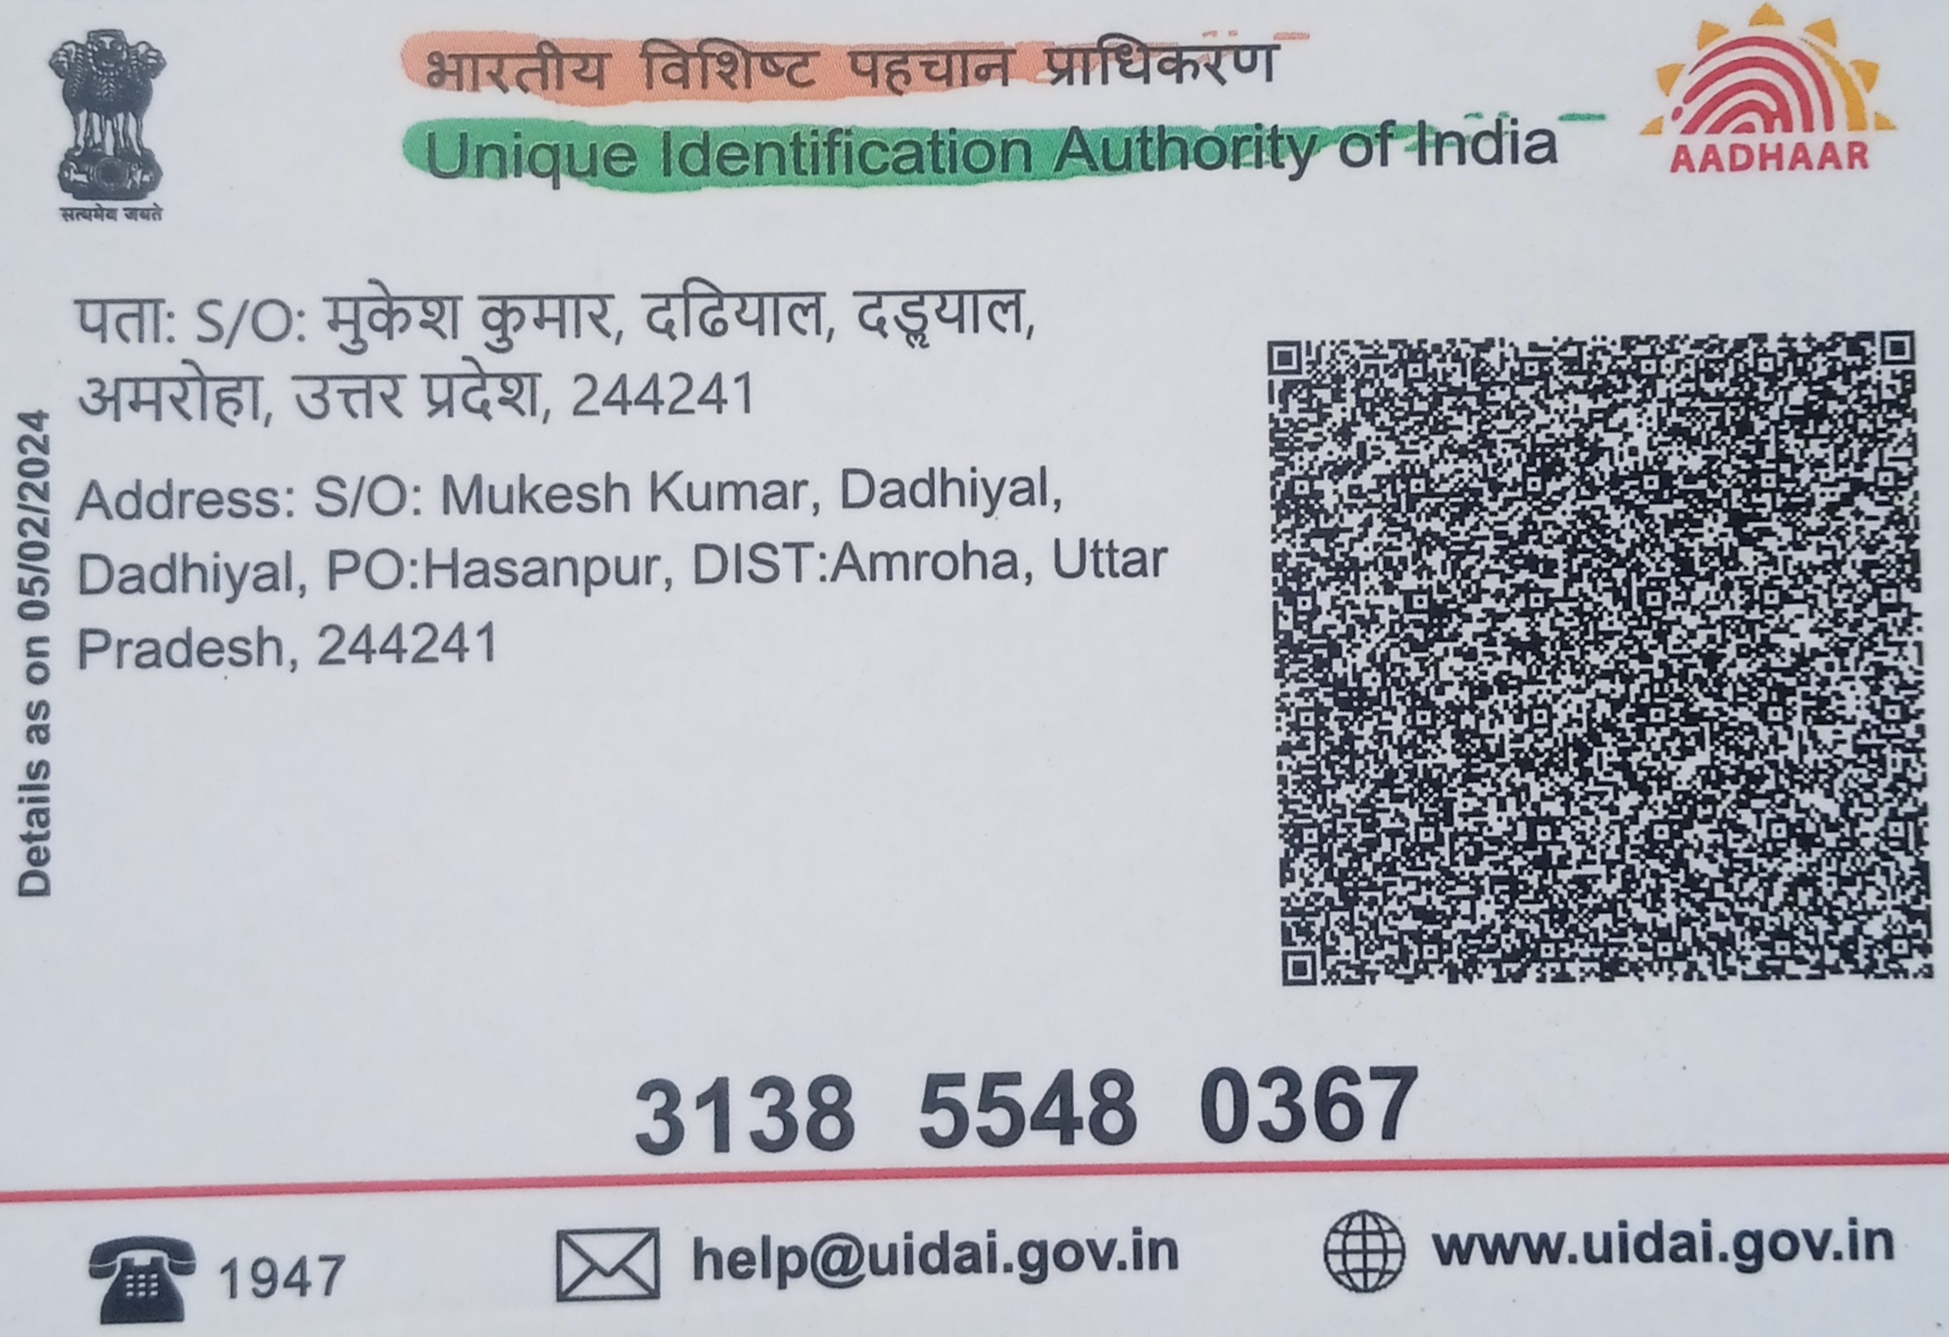 भारतीय विशिष्ट पहचान प्राधिकरण
Unique Identification Authority of India
AADHAAR
सत्यमेव जयते
पता: S/O: मुकेश कुमार, दढियाल, दड्ढ्याल,
अमरोहा, उत्तर प्रदेश, 244241
Address: S/O: Mukesh Kumar, Dadhiyal,
Dadhiyal, PO:Hasanpur, DIST:Amroha, Uttar
Pradesh, 244241
Details as on 05/02/2024
3138 5548 0367
1947
help@uidai.gov.in
www.uidai.gov.in